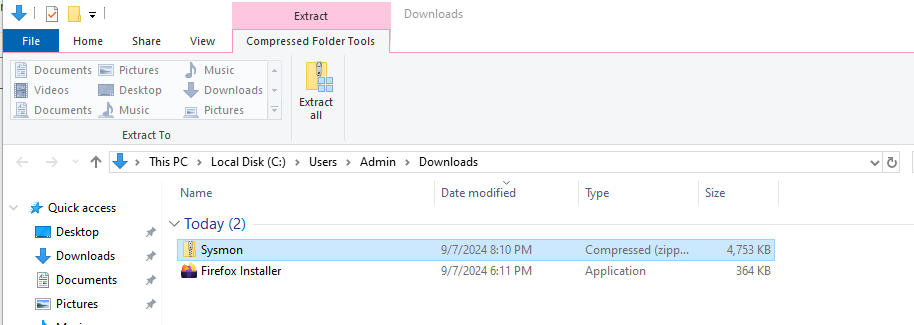 Extract Downloads
File Home Share View Compressed Folder Tools
Documents Pictures Music
Videos Desktop Downloads
Documents Music Pictures
Extract all
Extract To
This PC > Local Disk (C:) > Users > Admin > Downloads
Name Date modified Type Size
Quick access
Today (2)
Desktop
Sysmon 9/7/2024 8:10 PM Compressed (zipp... 4,753 KB
Downloads
Firefox Installer 9/7/2024 6:11 PM Application 364 KB
Documents
Pictures